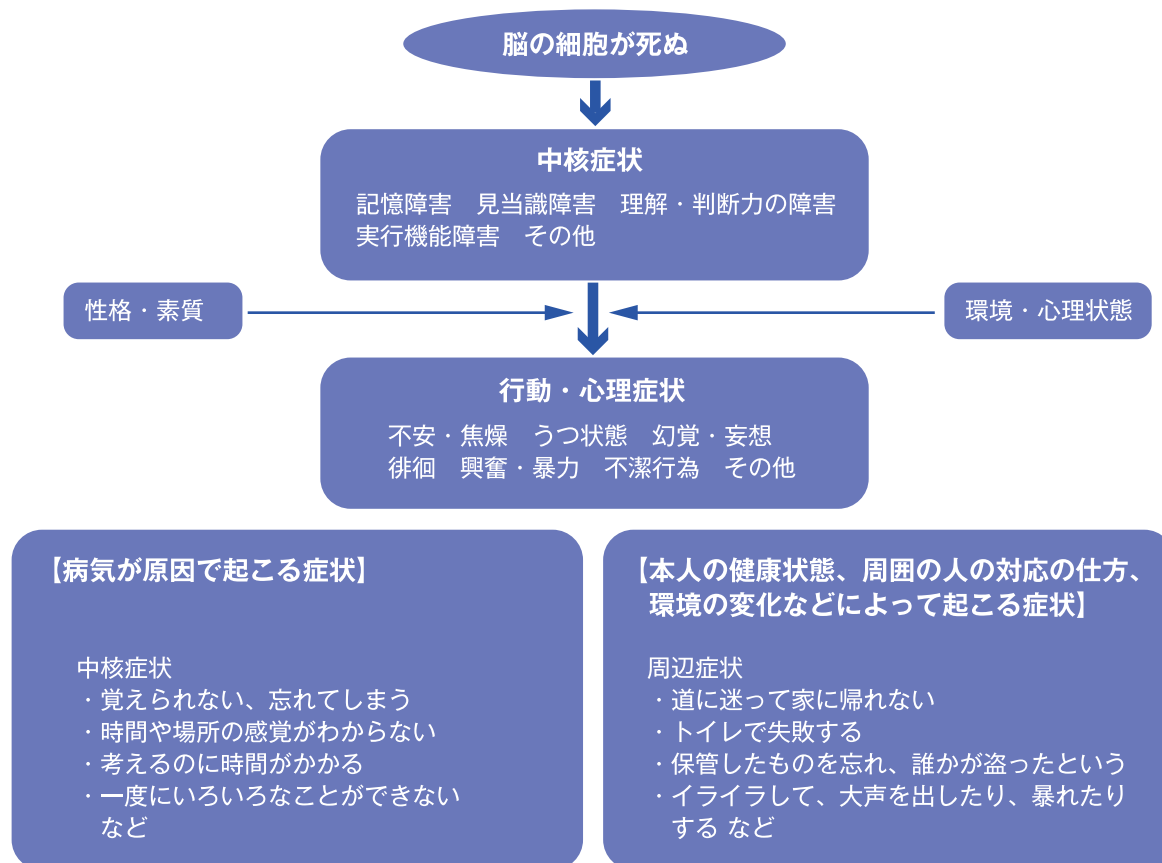 脳の細胞が死ぬ
中核症状
記憶障害　見当識障害　理解・判断力の障害
実行機能障害　その他
性格・素質
環境・心理状態
行動・心理症状
不安・焦燥　うつ状態　幻覚・妄想
徘徊　興奮・暴力　不潔行為　その他
【病気が原因で起こる症状】
中核症状
・覚えられない、忘れてしまう
・時間や場所の感覚がわからない
・考えるのに時間がかかる
・一度にいろいろなことができない
など
【本人の健康状態、周囲の人の対応の仕方、
環境の変化などによって起こる症状】
周辺症状
・道に迷って家に帰れない
・トイレで失敗する
・保管したものを忘れ、誰かが盗ったという
・イライラして、大声を出したり、暴れたり
する など